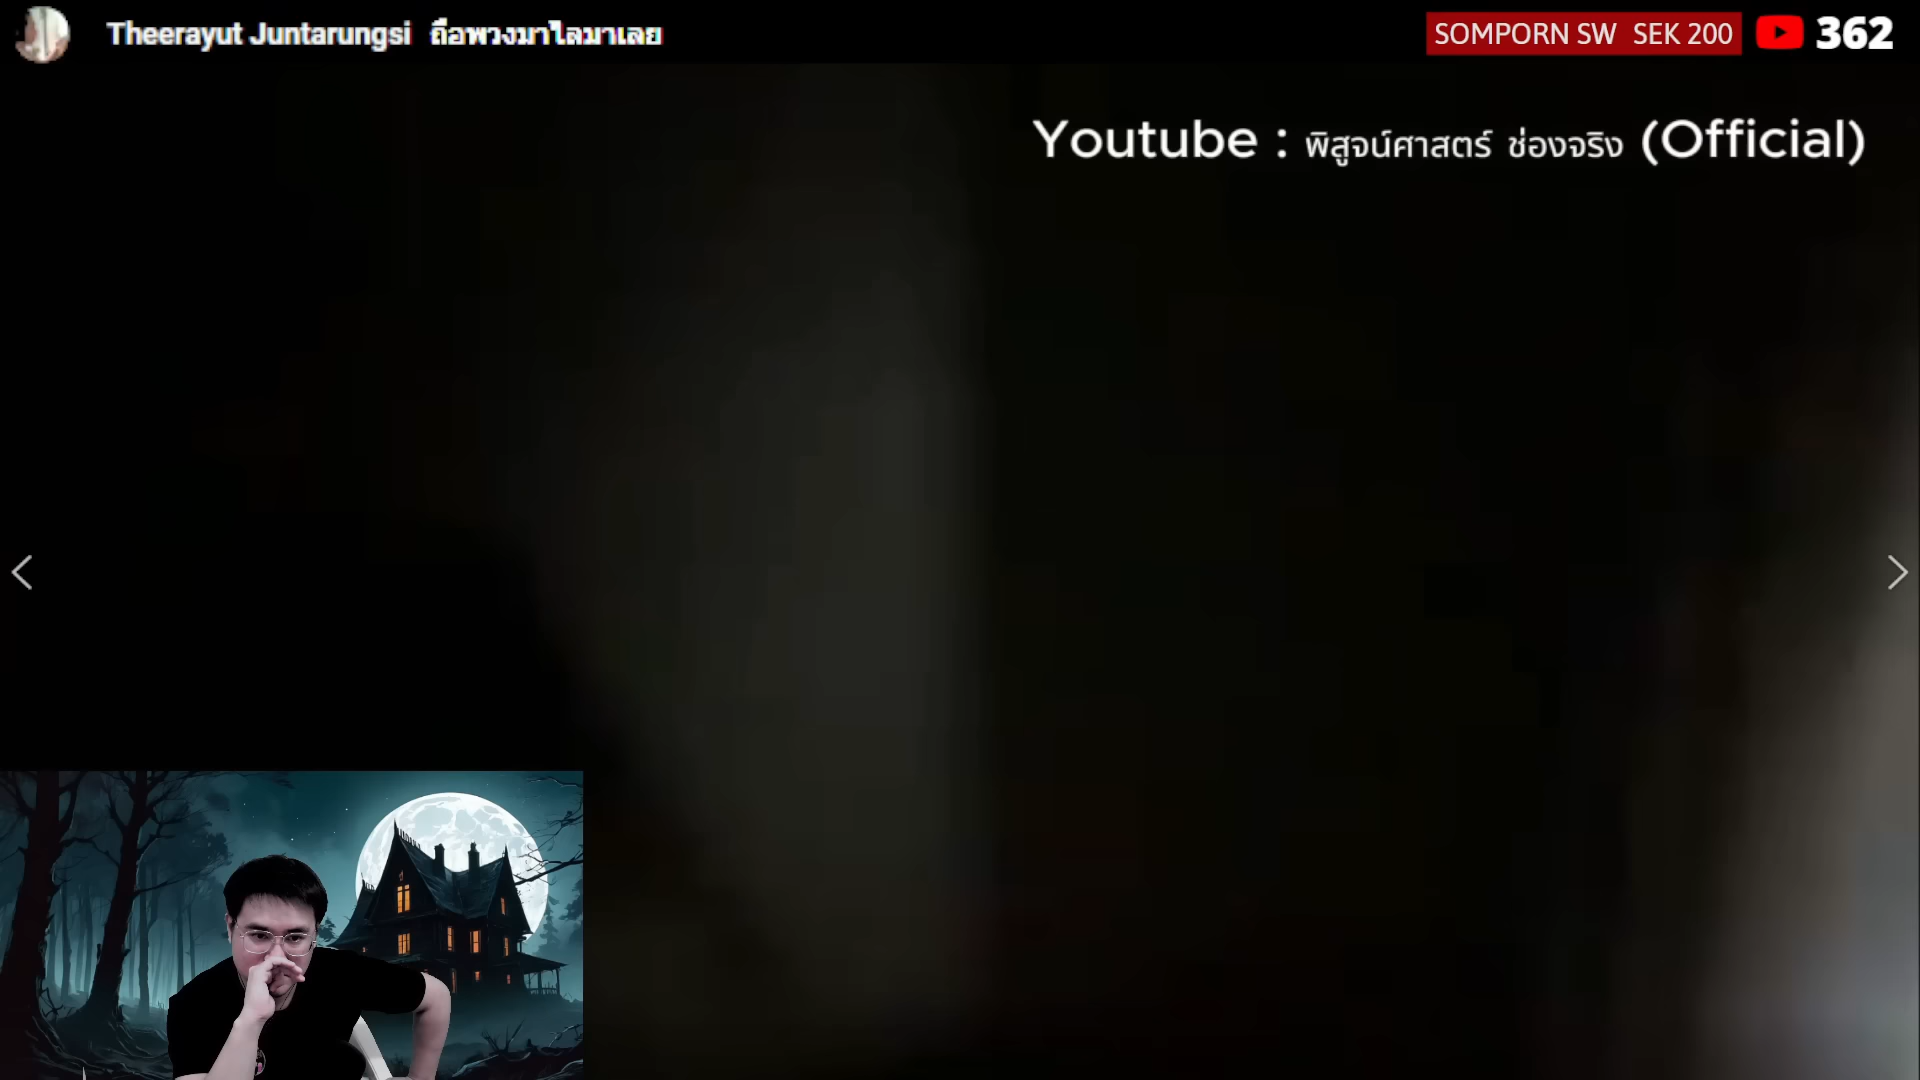 Theerayut Juntarungsi ถือพวงมาไลมาเลย
SOMPORN SW SEK 200
362
Youtube : พิสูจน์ศาสตร์ ช่องจริง (Official)